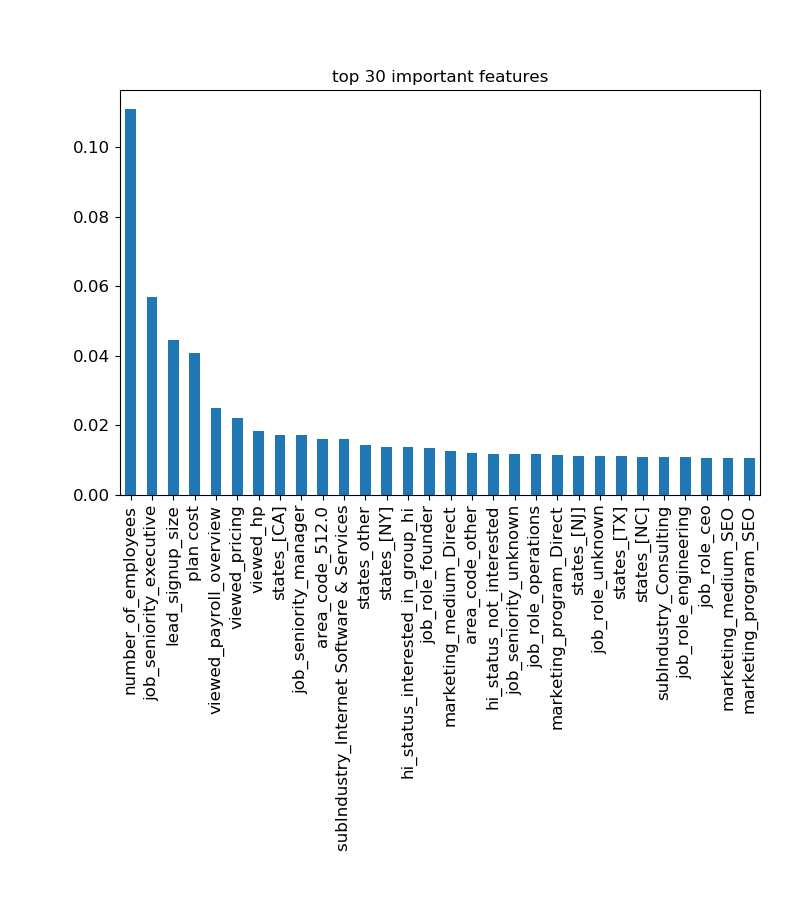 top 30 important features
0.10
0.08
0.06
0.04
0.02
0.00
number_of_employees
job_seniority_executive
lead_signup_size
plan cost
viewed_payroll_overview
viewed_pricing
viewed_hp
states_[CA]
job_seniority_manager
area_code_512.0
subIndustry_Internet Software & Services
states_other
states_[NY]
hi_status_interested_in_group_hi
job_role_founder
marketing_medium_Direct
area_code_other
hi_status_not_interested
job_seniority_unknown
job_role_operations
marketing_program_Direct
states_[NJ]
job_role_unknown
states_[TX]
states_[NC]
subIndustry_Consulting
job_role_engineering
job_role_ceo
marketing_medium_SEO
marketing_program_SEO